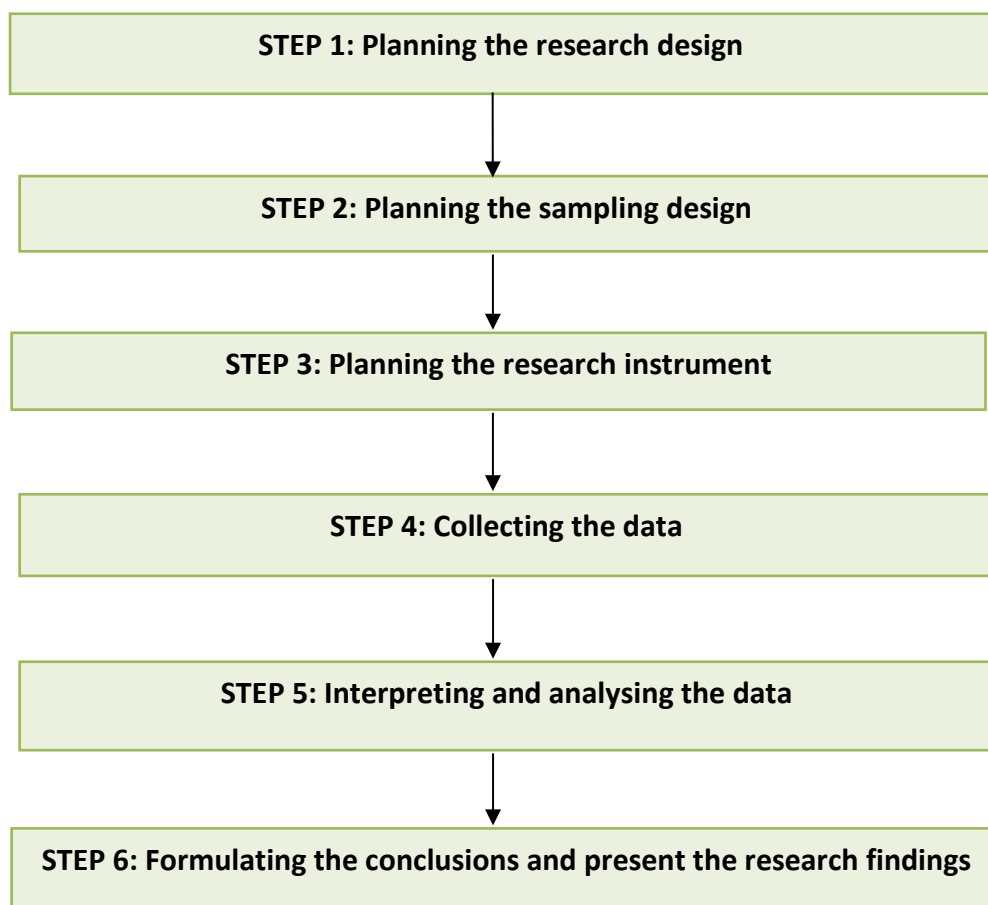 STEP 1: Planning the research design
STEP 2: Planning the sampling design
STEP 3: Planning the research instrument
STEP 4: Collecting the data
STEP 5: Interpreting and analysing the data
STEP 6: Formulating the conclusions and present the research findings